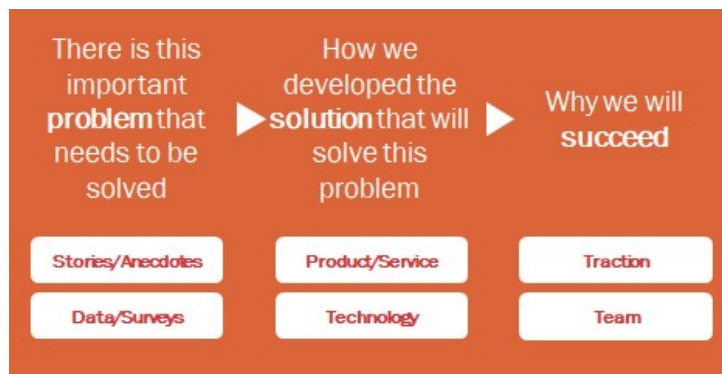 There is this
important
problem that
needs to be
solved
How we
developed the
solution that will
solve this
problem
Why we will
succeed
Stories/Anecdotes
Product/Service
Traction
Data/Surveys
Technology
Team